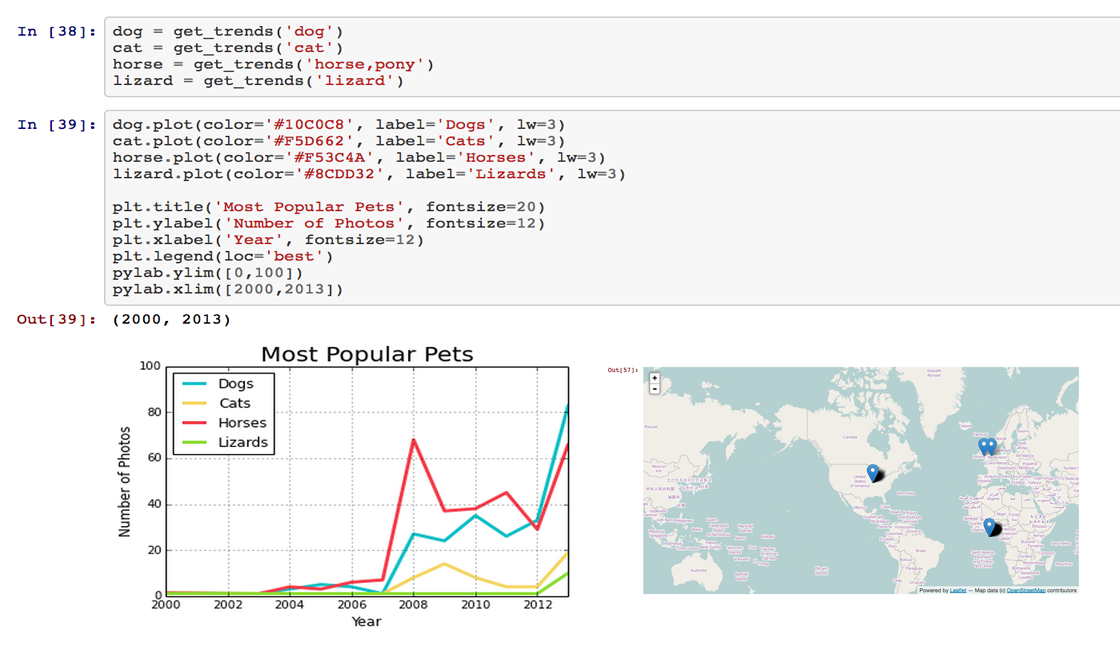 In [38]:
dog = get_trends('dog')
cat = get_trends('cat')
horse = get_trends('horse,pony')
lizard = get_trends('lizard')
In [39]:
dog.plot(color='#10C0C8', label='Dogs', lw=3)
cat.plot(color='#F5D662', label='Cats', lw=3)
horse.plot(color='#F53C4A', label='Horses', lw=3)
lizard.plot(color='#8CDD32', label='Lizards', lw=3)
plt.title('Most Popular Pets', fontsize=20)
plt.ylabel('Number of Photos', fontsize=12)
plt.xlabel('Year', fontsize=12)
plt.legend(loc='best')
pylab.ylim([0,100])
pylab.xlim([2000,2013])
Out[39]: (2000, 2013)
Most Popular Pets
Number of Photos
100
80
60
40
20
0
Dogs
Cats
Horses
Lizards
2000 2002 2004 2006 2008 2010 2012
Year
Out[57]:
+
-
Canada
United States of America
Brazil
Australia
Powered by Leaflet — Map data (c) OpenStreetMap contributors